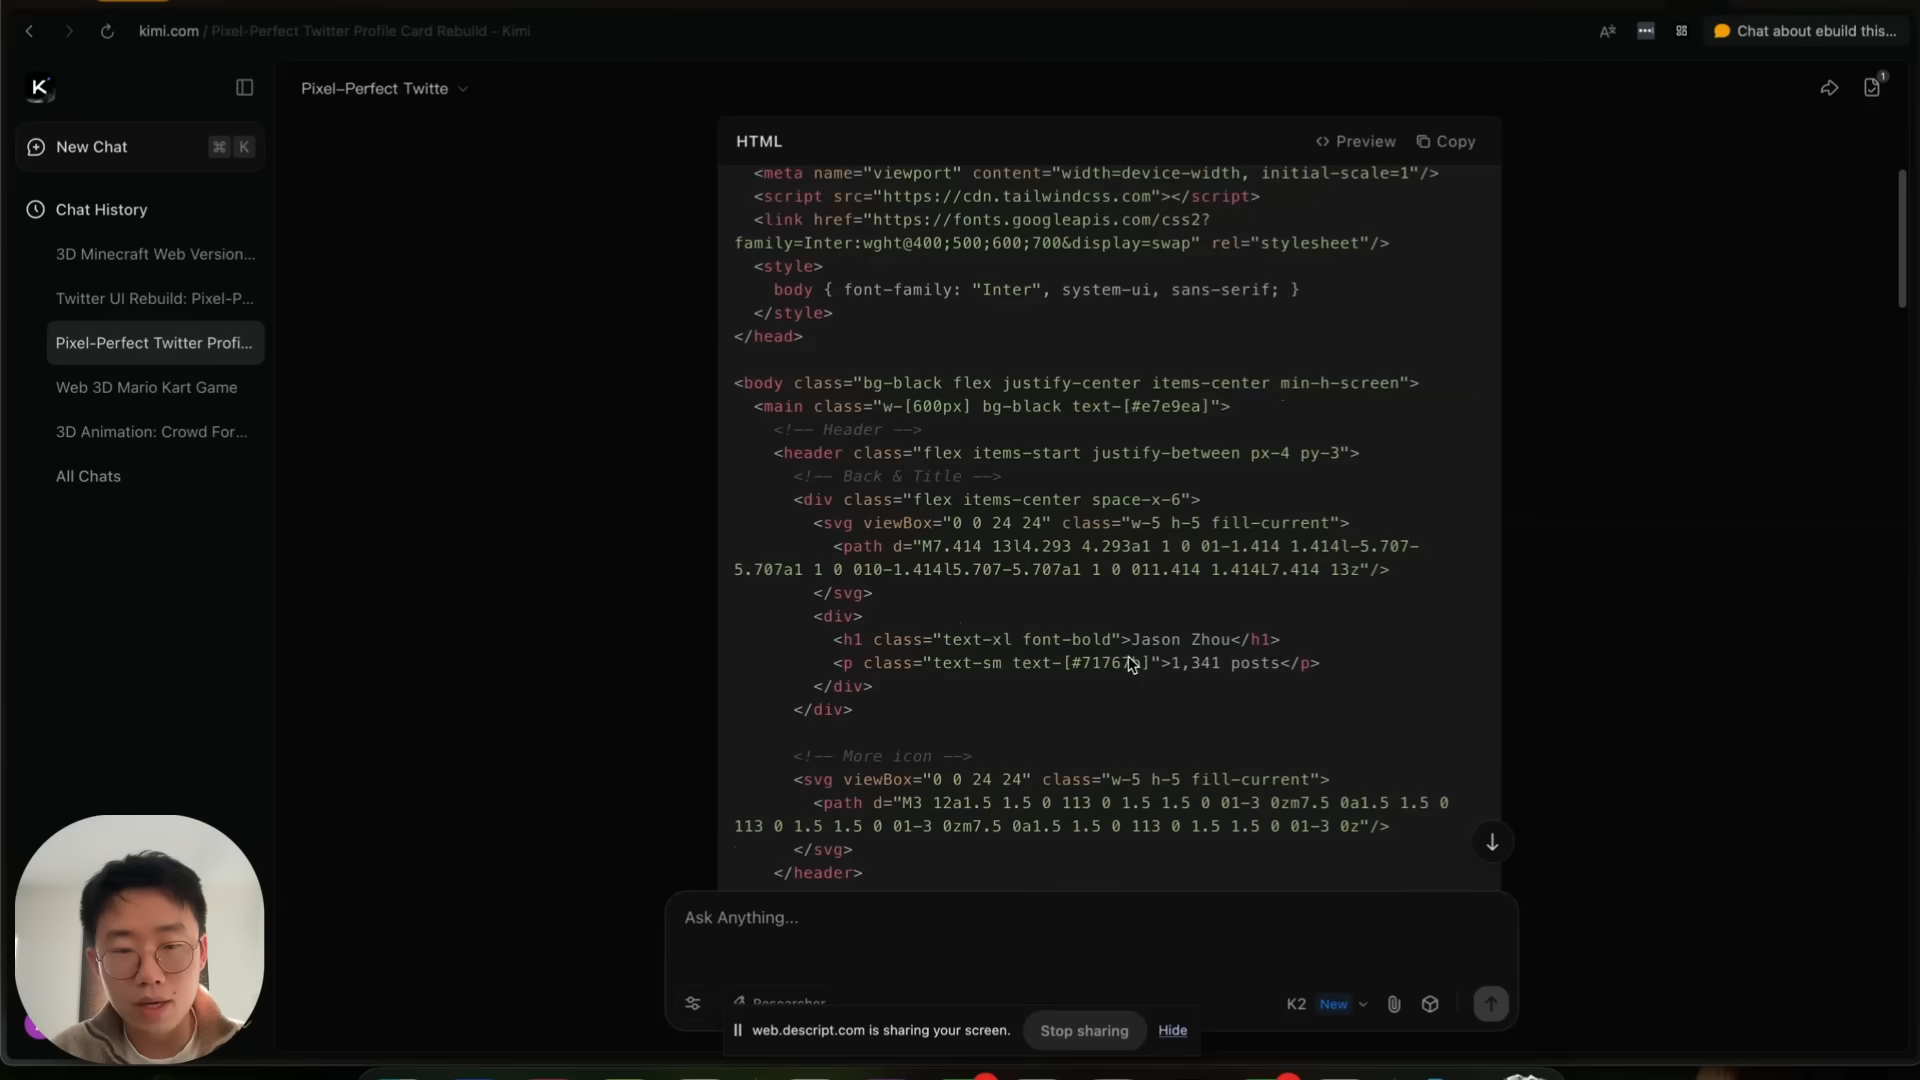 kimi.com / Pixel-Perfect Twitter Profile Card Rebuild - Kimi
Chat about ebuild this...
K
New Chat
⌘ K
Chat History
3D Minecraft Web Version...
Twitter UI Rebuild: Pixel-P...
Pixel-Perfect Twitter Profi...
Web 3D Mario Kart Game
3D Animation: Crowd For...
All Chats
Pixel-Perfect Twitte
1
HTML
Preview
Copy
<meta name="viewport" content="width=device-width, initial-scale=1"/>
<script src="https://cdn.tailwindcss.com"></script>
<link href="https://fonts.googleapis.com/css2?
family=Inter:wght@400;500;600;700&display=swap" rel="stylesheet"/>
<style>
body { font-family: "Inter", system-ui, sans-serif; }
</style>
</head>
<body class="bg-black flex justify-center items-center min-h-screen">
<main class="w-[600px] bg-black text-[#e7e9ea]">
<!-- Header -->
<header class="flex items-start justify-between px-4 py-3">
<!-- Back & Title -->
<div class="flex items-center space-x-6">
<svg viewBox="0 0 24 24" class="w-5 h-5 fill-current">
<path d="M7.414 13l4.293 4.293a1 1 0 01-1.414 1.414l-5.707-
5.707a1 1 0 010-1.414l5.707-5.707a1 1 0 011.414 1.414L7.414 13z"/>
</svg>
<div>
<h1 class="text-xl font-bold">Jason Zhou</h1>
<p class="text-sm 1,341 posts</p>
</div>
</div>
<!-- More icon -->
<svg viewBox="0 0 24 24" class="w-5 h-5 fill-current">
<path d="M3 12a1.5 1.5 0 113 0 1.5 1.5 0 01-3 0zm7.5 0a1.5 1.5 0
113 0 1.5 1.5 0 01-3 0zm7.5 0a1.5 1.5 0 113 0 1.5 1.5 0 01-3 0z"/>
</svg>
</header>
Ask Anything...
Researcher
K2 New
web.descript.com is sharing your screen.
Stop sharing
Hide